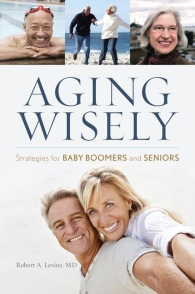 AGING
WISELY
Strategies for BABY BOOMERS and SENIORS
Robert A. Levine, MD